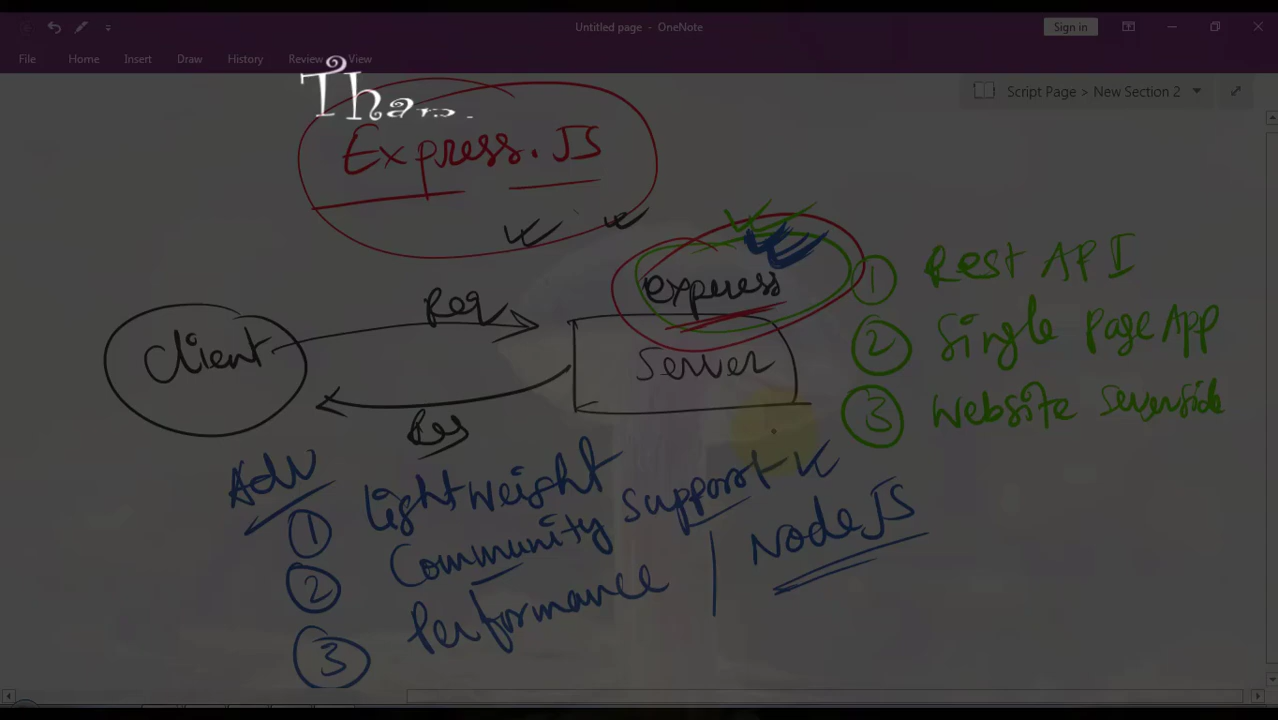 Untitled page - OneNote
Sign in
File Home Insert Draw History Review View
Script Page > New Section 2
Express.JS
express
Client
Req
Server
Res
1 Rest API
2 Single Page App
3 Website Serverside
Adv
1 Lightweight
2 Community Support
3 Performance
NodeJS